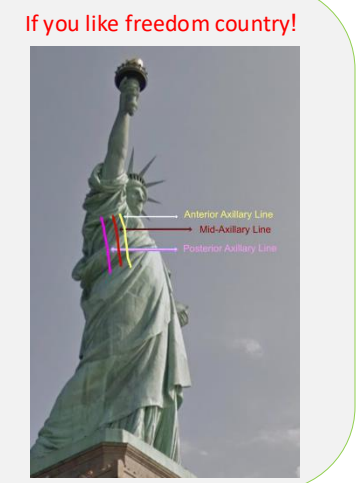 If you like freedom country!
Anterior Axillary Line
Mid-Axillary Line
Posterior Axillary Line